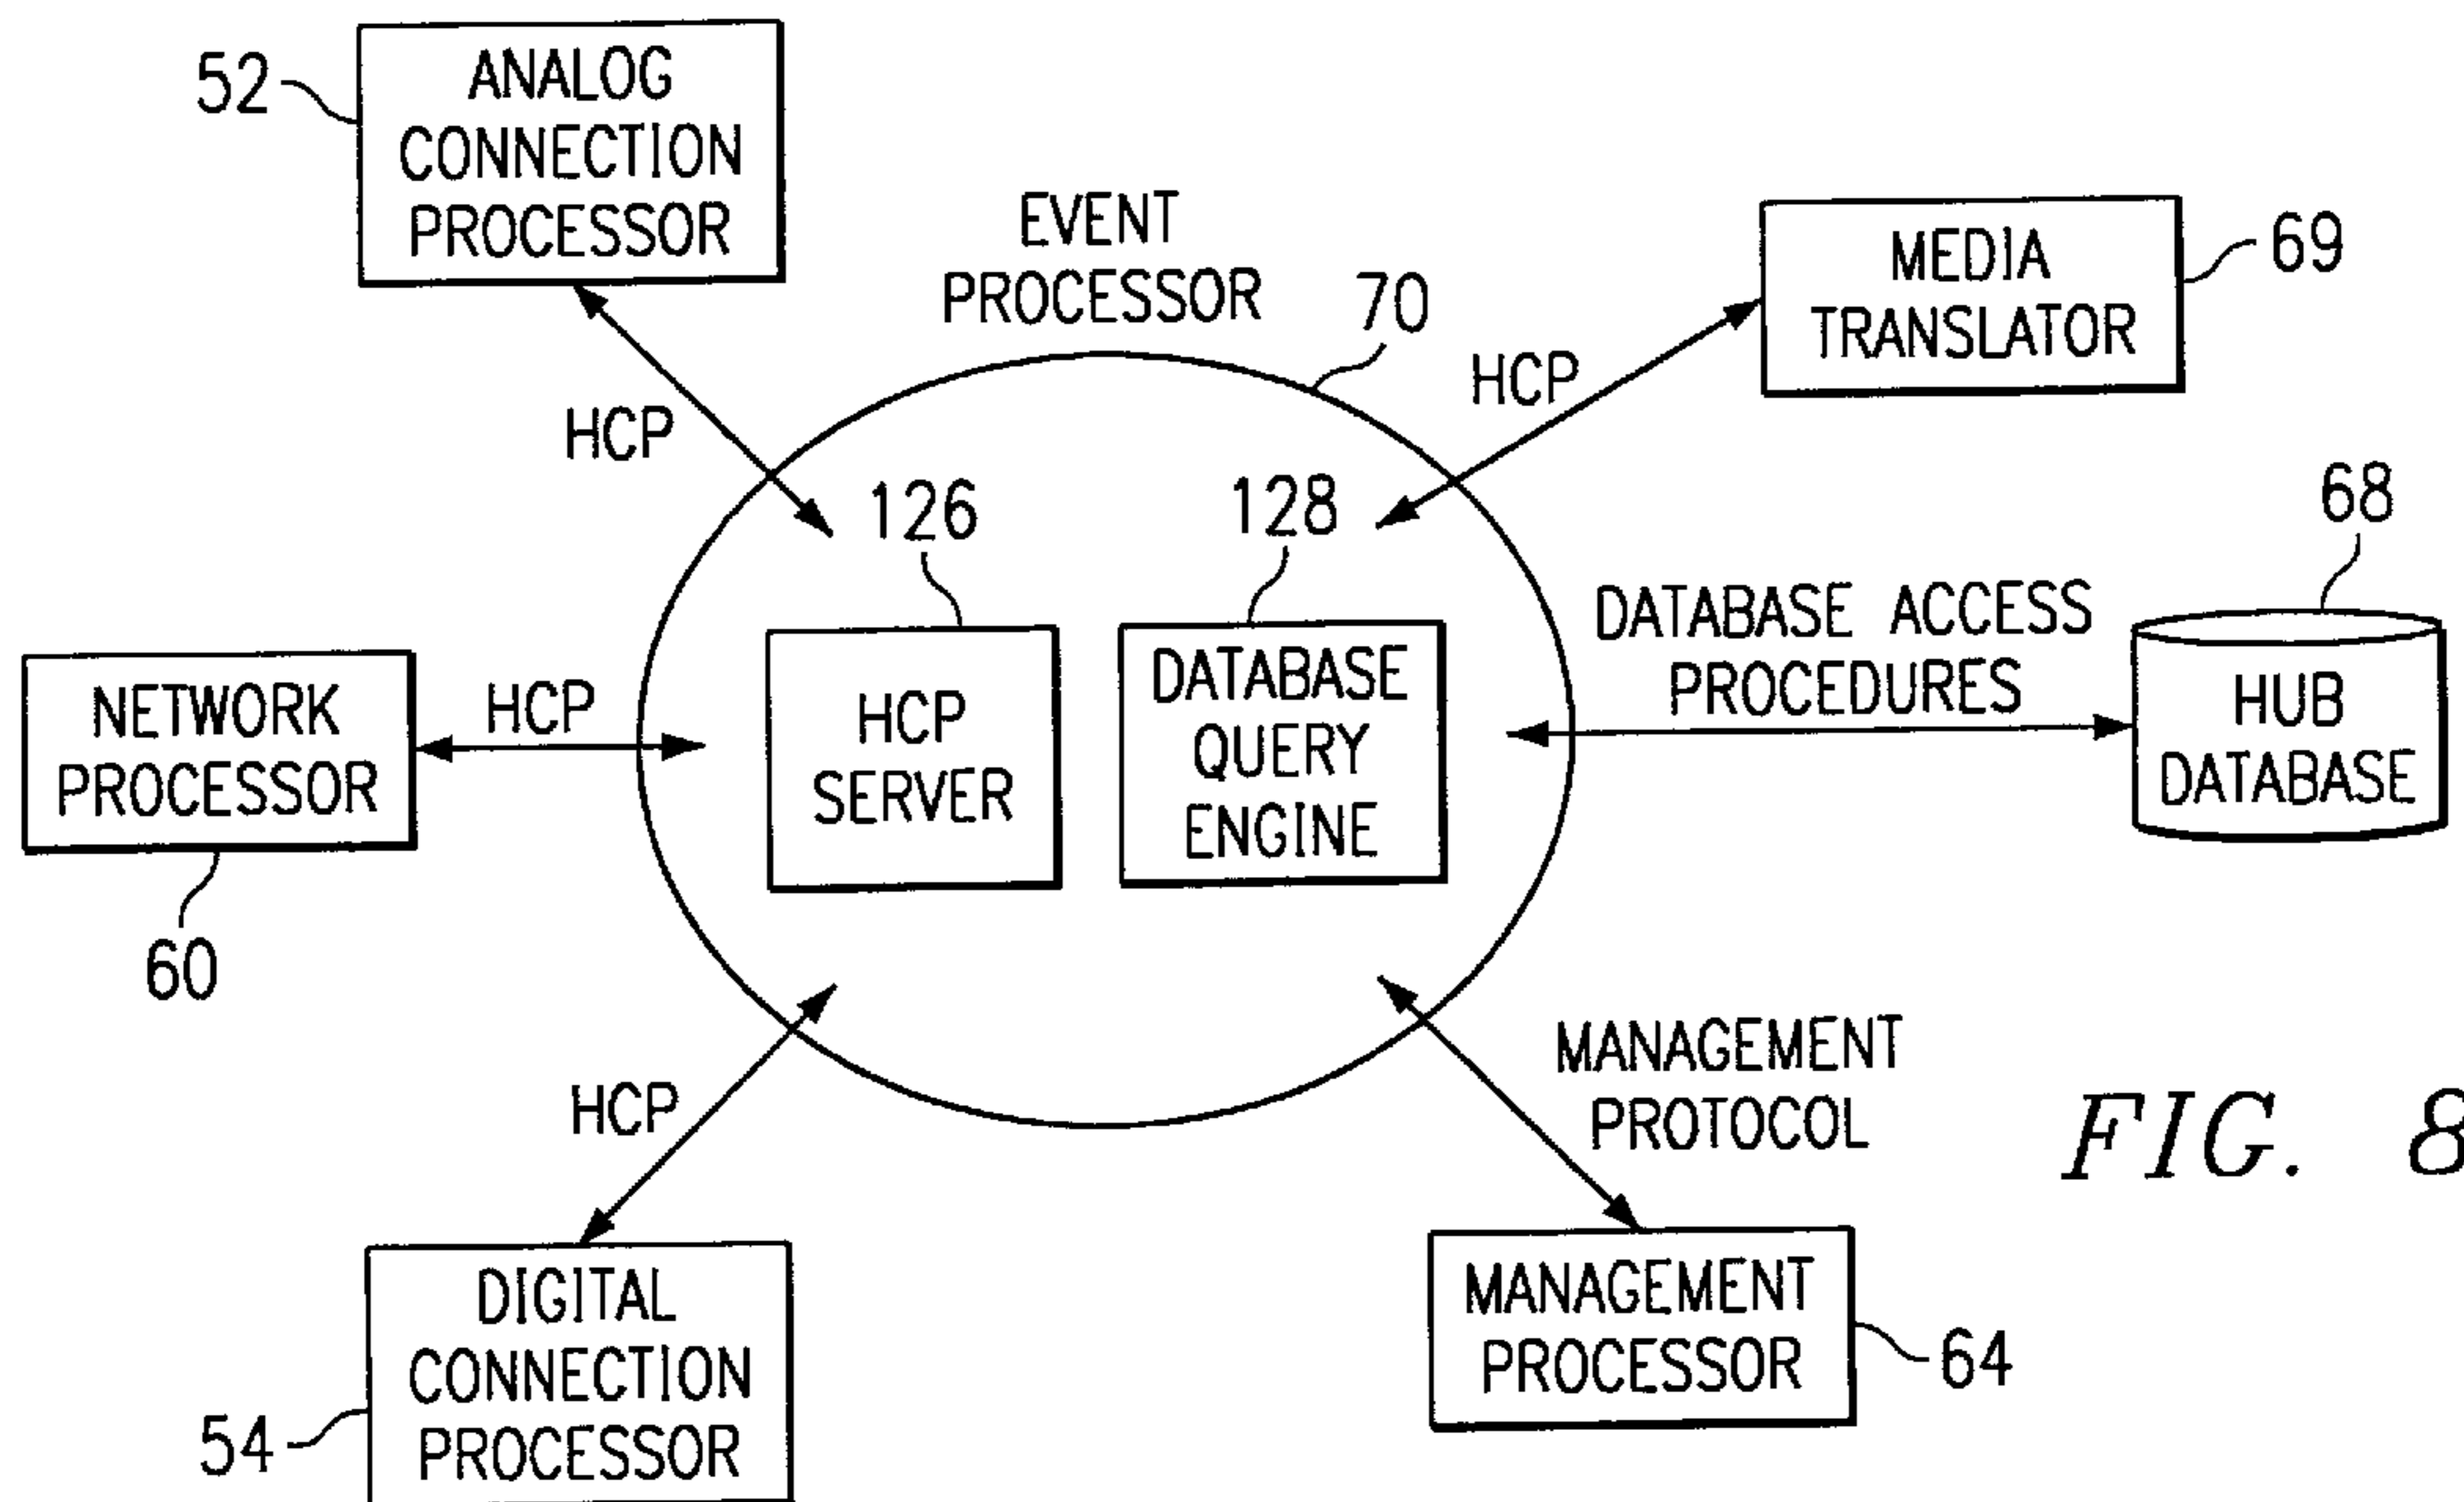 52
ANALOG
CONNECTION
PROCESSOR
EVENT
PROCESSOR
70
MEDIA
TRANSLATOR
69
HCP
HCP
126
128
68
NETWORK
PROCESSOR
60
HCP
HCP
SERVER
DATABASE
QUERY
ENGINE
DATABASE ACCESS
PROCEDURES
HUB
DATABASE
HCP
MANAGEMENT
PROTOCOL
FIG. 8
DIGITAL
CONNECTION
PROCESSOR
54
MANAGEMENT
PROCESSOR
64